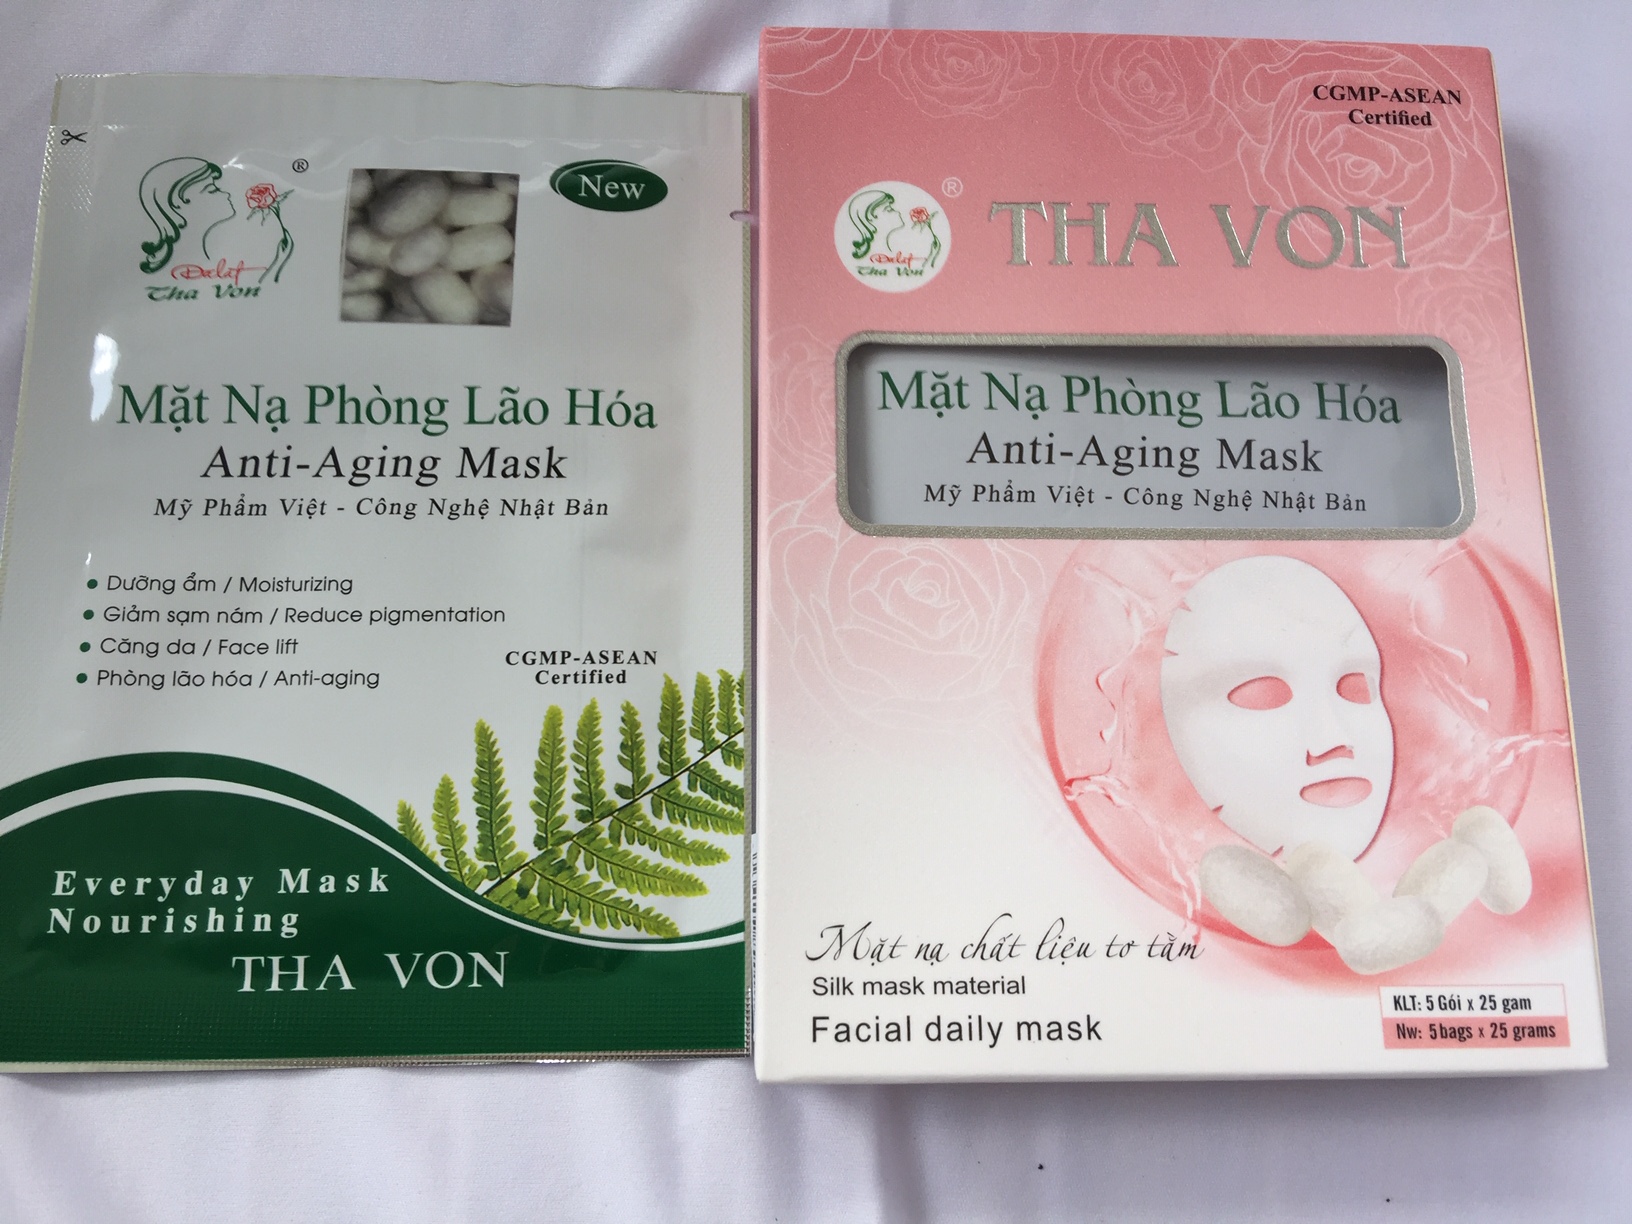 ®
New
Đalat
Tha Von
Mặt Nạ Phòng Lão Hóa
Anti-Aging Mask
Mỹ Phẩm Việt - Công Nghệ Nhật Bản
• Dưỡng ẩm / Moisturizing
• Giảm sạm nám / Reduce pigmentation
• Căng da / Face lift
• Phòng lão hóa / Anti-aging
CGMP-ASEAN
Certified
Everyday Mask
Nourishing
THA VON
CGMP-ASEAN
Certified
®
THA VON
Đalat
Tha Von
Mặt Nạ Phòng Lão Hóa
Anti-Aging Mask
Mỹ Phẩm Việt - Công Nghệ Nhật Bản
Mặt nạ chất liệu tơ tằm
Silk mask material
Facial daily mask
KLT: 5 Gói x 25 gam
Nw: 5 bags x 25 grams